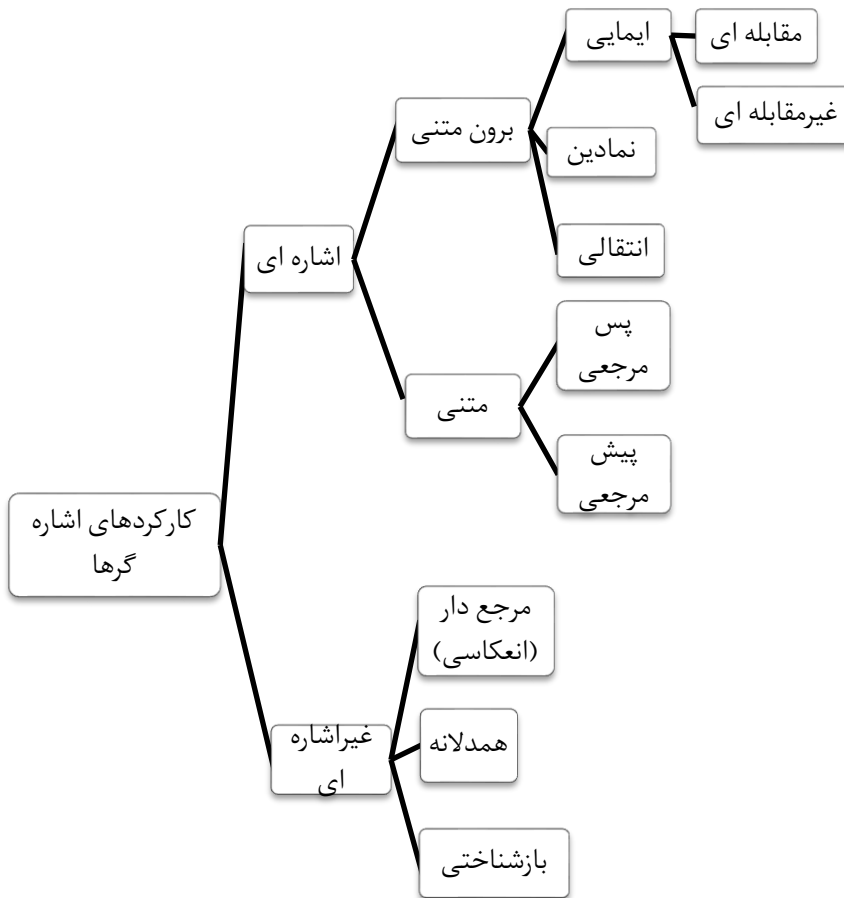 ایمایی
مقابله ای
غیرمقابله ای
برون متنی
نمادین
انتقالی
اشاره ای
پس
مرجعی
متنی
پیش
مرجعی
کارکردهای اشاره
گرها
مرجع دار
(انعکاسی)
غیراشاره
ای
همدلانه
بازشناختی